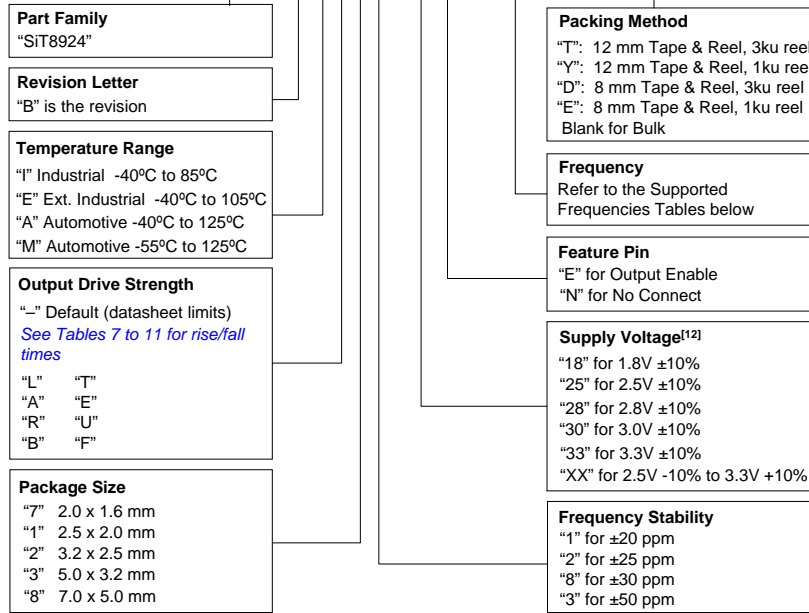 Part Family
“SiT8924”
Revision Letter
“B” is the revision
Temperature Range
“I” Industrial -40ºC to 85ºC
“E” Ext. Industrial -40ºC to 105ºC
“A” Automotive -40ºC to 125ºC
“M” Automotive -55ºC to 125ºC
Output Drive Strength
“–” Default (datasheet limits)
See Tables 7 to 11 for rise/fall
times
“L” “T”
“A” “E”
“R” “U”
“B” “F”
Package Size
“7” 2.0 x 1.6 mm
“1” 2.5 x 2.0 mm
“2” 3.2 x 2.5 mm
“3” 5.0 x 3.2 mm
“8” 7.0 x 5.0 mm
Packing Method
“T”: 12 mm Tape & Reel, 3ku reel
“Y”: 12 mm Tape & Reel, 1ku reel
“D”: 8 mm Tape & Reel, 3ku reel
“E”: 8 mm Tape & Reel, 1ku reel
Blank for Bulk
Frequency
Refer to the Supported
Frequencies Tables below
Feature Pin
“E” for Output Enable
“N” for No Connect
Supply Voltage[12]
“18” for 1.8V ±10%
“25” for 2.5V ±10%
“28” for 2.8V ±10%
“30” for 3.0V ±10%
“33” for 3.3V ±10%
“XX” for 2.5V -10% to 3.3V +10%
Frequency Stability
“1” for ±20 ppm
“2” for ±25 ppm
“8” for ±30 ppm
“3” for ±50 ppm